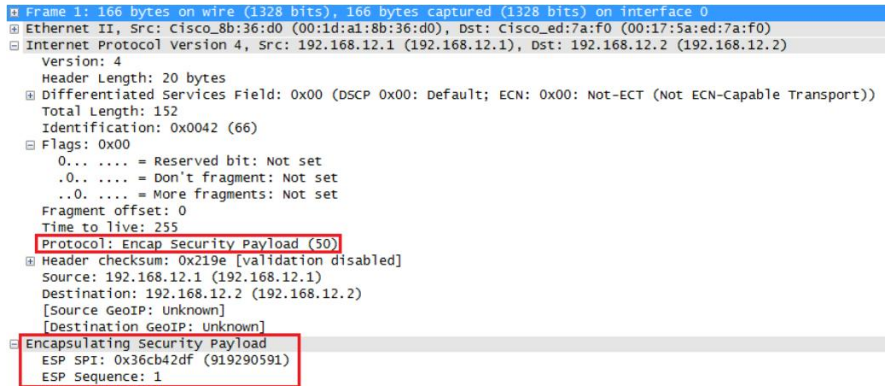 Frame 1: 166 bytes on wire (1328 bits), 166 bytes captured (1328 bits) on interface 0
Ethernet II, Src: Cisco_8b:36:d0 (00:1d:a1:8b:36:d0), Dst: Cisco_ed:7a:f0 (00:17:5a:ed:7a:f0)
Internet Protocol Version 4, Src: 192.168.12.1 (192.168.12.1), Dst: 192.168.12.2 (192.168.12.2)
Version: 4
Header Length: 20 bytes
Differentiated Services Field: 0x00 (DSCP 0x00: Default; ECN: 0x00: Not-ECT (Not ECN-Capable Transport))
Total Length: 152
Identification: 0x0042 (66)
Flags: 0x00
0... .... = Reserved bit: Not set
.0.. .... = Don't fragment: Not set
..0. .... = More fragments: Not set
Fragment offset: 0
Time to live: 255
Protocol: Encap Security Payload (50)
Header checksum: 0x219e [validation disabled]
Source: 192.168.12.1 (192.168.12.1)
Destination: 192.168.12.2 (192.168.12.2)
[Source GeoIP: Unknown]
[Destination GeoIP: Unknown]
Encapsulating Security Payload
ESP SPI: 0x36cb42df (919290591)
ESP Sequence: 1